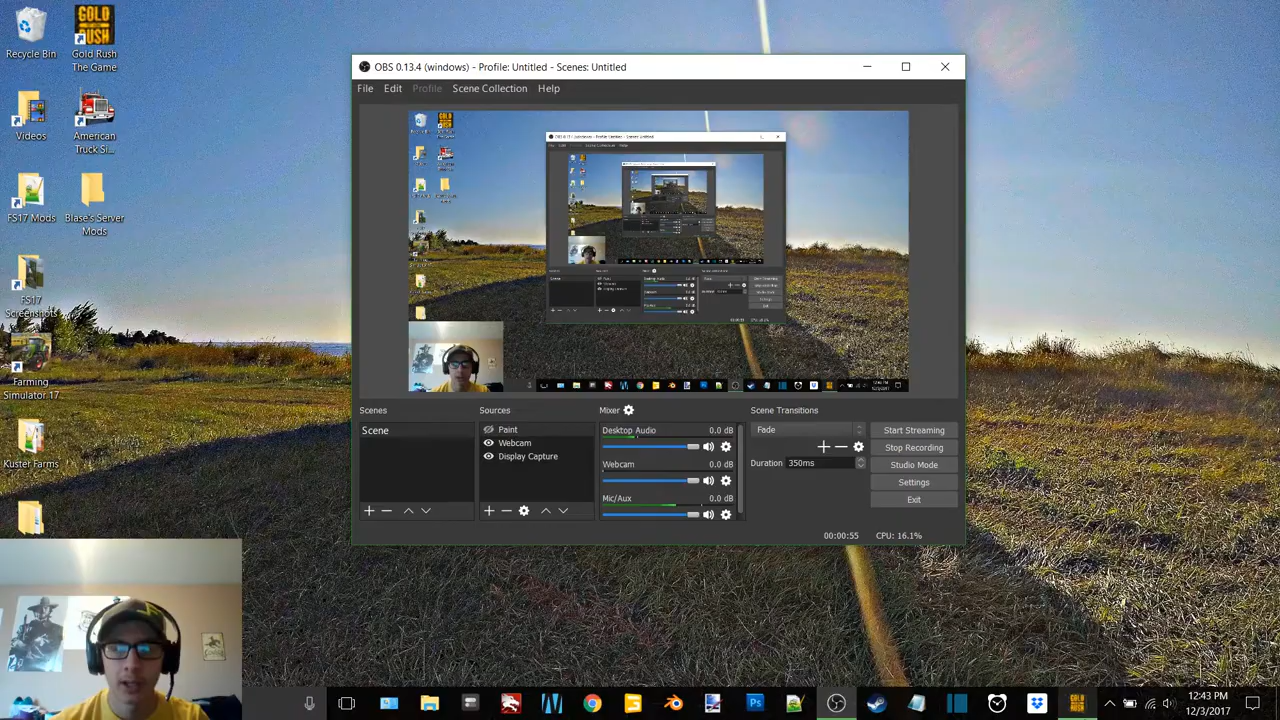 Recycle Bin
Gold Rush
The Game
Videos
American
Truck Si...
FS17 Mods
Blase's Server
Mods
FS17
Screenshots
Farming
Simulator 17
Kuster Farms
GOLD
RUSH
OBS 0.13.4 (windows) - Profile: Untitled - Scenes: Untitled
File Edit Profile Scene Collection Help
Scenes
Scene
Sources
Paint
Webcam
Display Capture
Mixer
Desktop Audio 0.0 dB
Webcam 0.0 dB
Mic/Aux 0.0 dB
Scene Transitions
Fade
Duration 350ms
Start Streaming
Stop Recording
Studio Mode
Settings
Exit
00:00:55 CPU: 16.1%
Ps
12:43 PM
12/3/2017